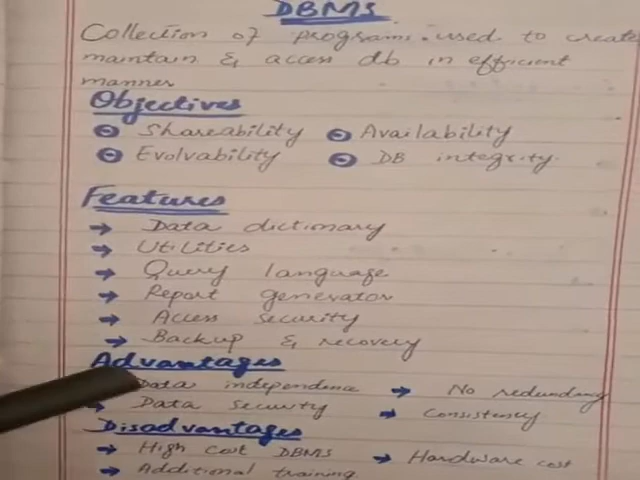 DBMS
Collection of programs used to create
maintain & access db in efficient
manner
Objectives
Shareability Availability
Evolvability DB integrity.
Features
→ Data dictionary
→ Utilities
→ Query language
→ Report generator
→ Access security
→ Backup & recovery
Advantages
Data independence → No redundancy
→ Data security → Consistency
Disadvantages
→ High cost DBMS → Hardware cost
→ Additional training